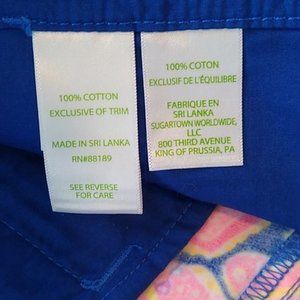 100% COTTON
EXCLUSIVE OF TRIM
MADE IN SRI LANKA
RN#88189
SEE REVERSE
FOR CARE
100% COTON
EXCLUSIF DE L'ÉQUILIBRE
FABRIQUE EN
SRI LANKA
SUGARTOWN WORLDWIDE,
LLC
800 THIRD AVENUE
KING OF PRUSSIA, PA